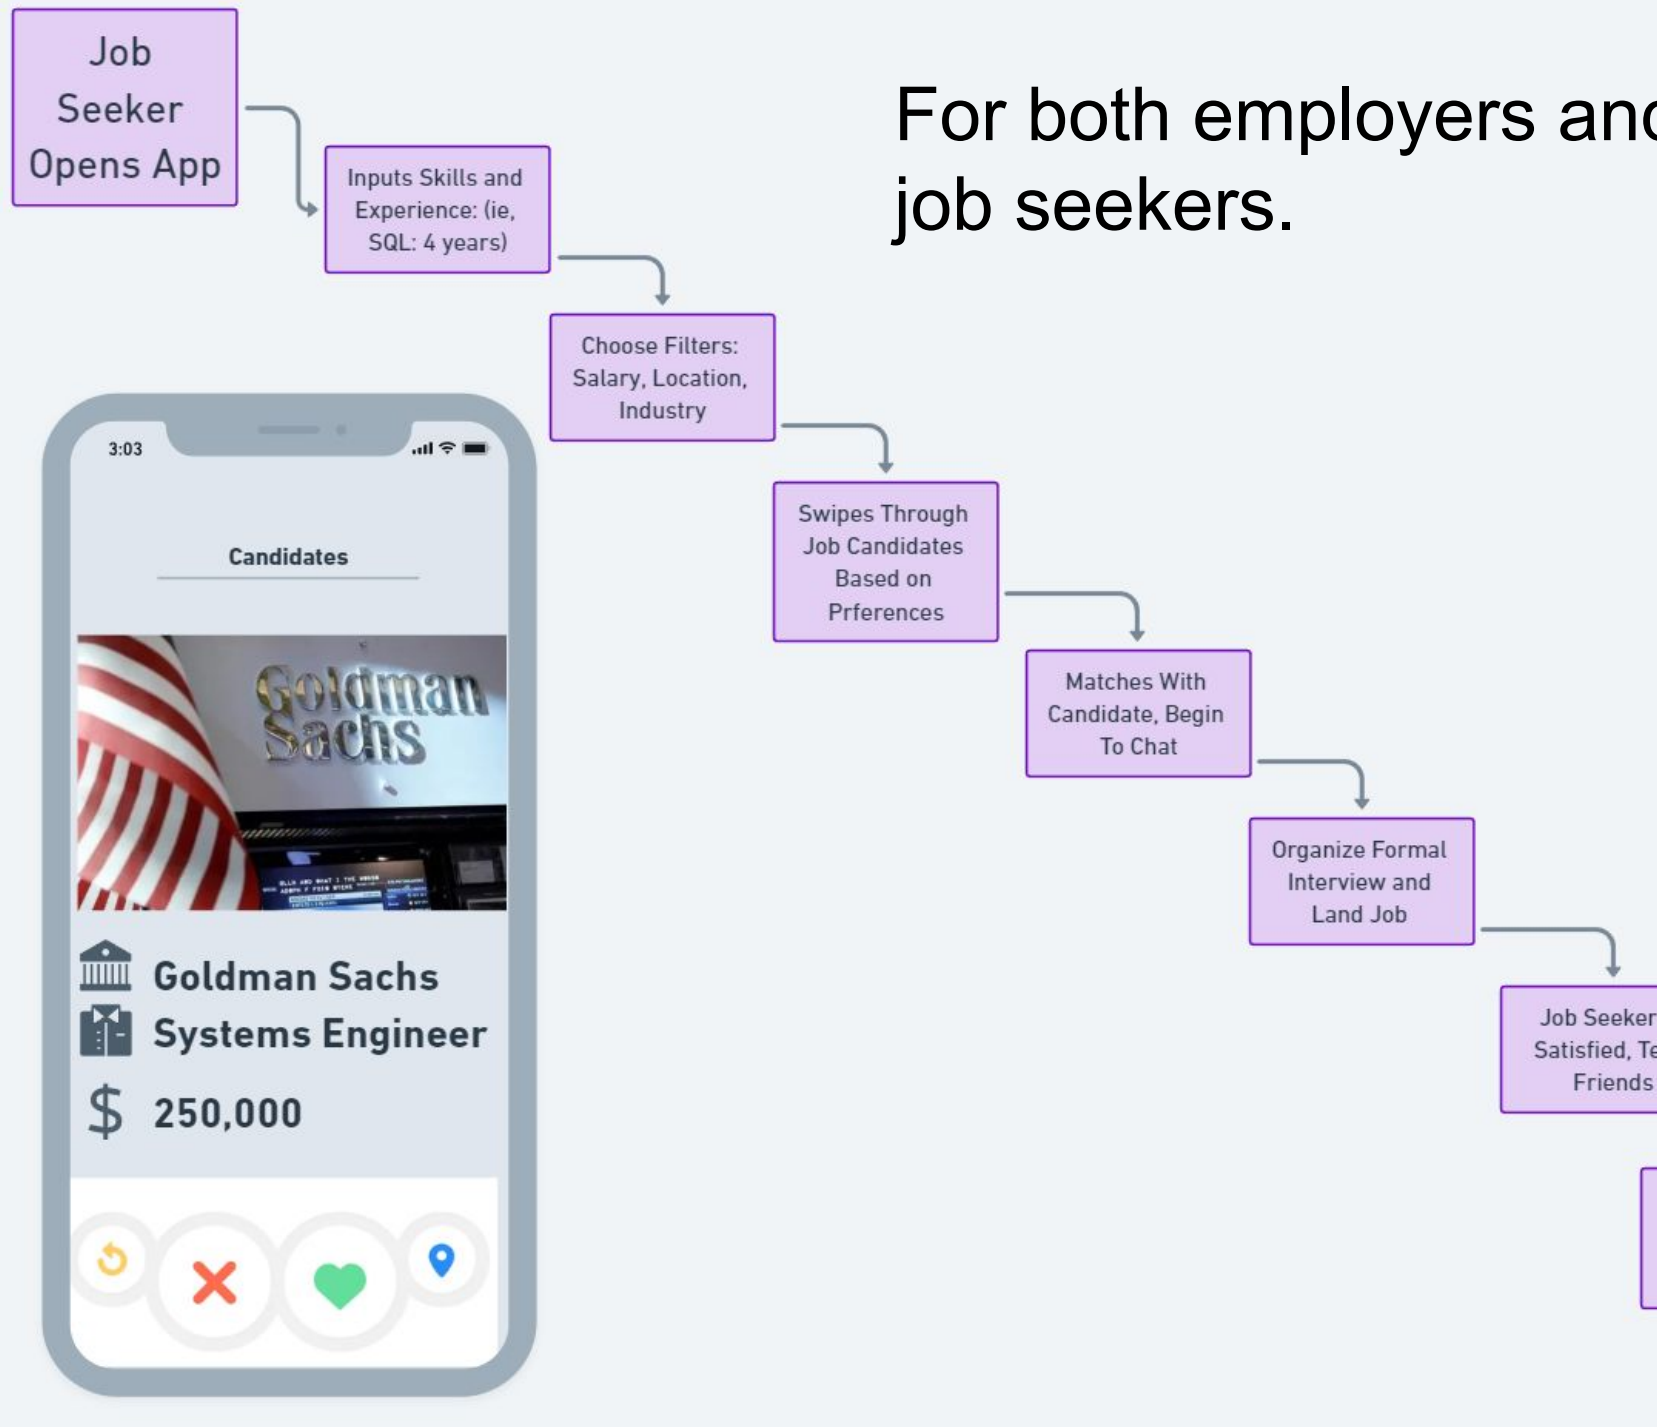 Job
Seeker
Opens App
For both employers and
job seekers.
Inputs Skills and
Experience: (ie,
SQL: 4 years)
Choose Filters:
Salary, Location,
Industry
Swipes Through
Job Candidates
Based on
Prferences
Matches With
Candidate, Begin
To Chat
Organize Formal
Interview and
Land Job
Job Seeker
Satisfied,
Friends
3:03
Candidates
Goldman
Sachs
Goldman Sachs
Systems Engineer
$ 250,000